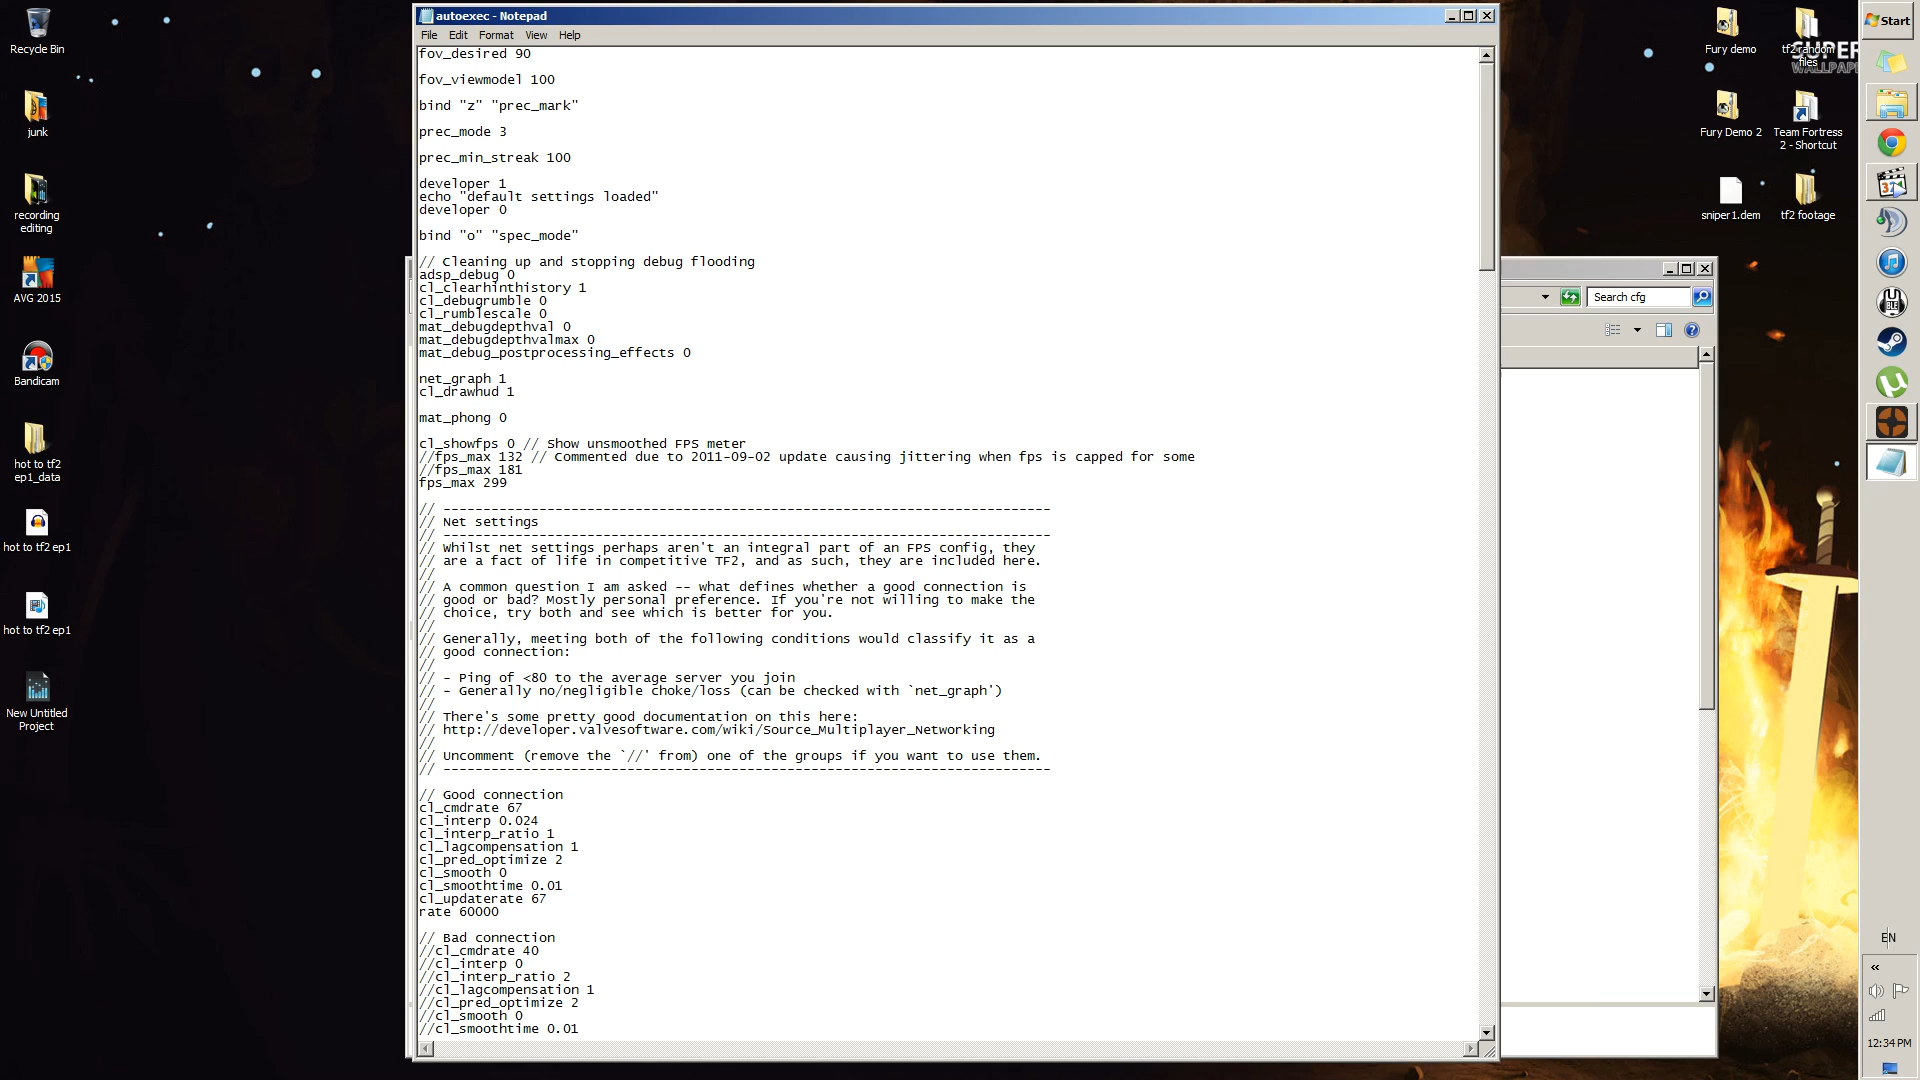 autoexec - Notepad
File Edit Format View Help
fov_desired 90
fov_viewmodel 100
bind "z" "prec_mark"
prec_mode 3
prec_min_streak 100
developer 1
echo "default settings loaded"
developer 0
bind "o" "spec_mode"
// Cleaning up and stopping debug flooding
adsp_debug 0
cl_clearhinthistory 1
cl_debugrumble 0
cl_rumblescale 0
mat_debugdepthval 0
mat_debugdepthvalmax 0
mat_debug_postprocessing_effects 0
net_graph 1
cl_drawhud 1
mat_phong 0
cl_showfps 0 // Show unsmoothed FPS meter
//fps_max 132 // Commented due to 2011-09-02 update causing jittering when fps is capped for some
//fps_max 181
fps_max 299
// ----------------------------------------------------------------------------
// Net settings
// ----------------------------------------------------------------------------
// Whilst net settings perhaps aren't an integral part of an FPS config, they
// are a fact of life in competitive TF2, and as such, they are included here.
//
// A common question I am asked -- what defines whether a good connection is
// good or bad? Mostly personal preference. If you're not willing to make the
// choice, try both and see which is better for you.
//
// Generally, meeting both of the following conditions would classify it as a
// good connection:
//
// - Ping of <80 to the average server you join
// - Generally no/negligible choke/loss (can be checked with `net_graph')
//
// There's some pretty good documentation on this here:
// http://developer.valvesoftware.com/wiki/Source_Multiplayer_Networking
//
// Uncomment (remove the `//' from) one of the groups if you want to use them.
// ----------------------------------------------------------------------------
// Good connection
cl_cmdrate 67
cl_interp 0.024
cl_interp_ratio 1
cl_lagcompensation 1
cl_pred_optimize 2
cl_smooth 0
cl_smoothtime 0.01
cl_updaterate 67
rate 60000
// Bad connection
//cl_cmdrate 40
//cl_interp 0
//cl_interp_ratio 2
//cl_lagcompensation 1
//cl_pred_optimize 2
//cl_smooth 0
//cl_smoothtime 0.01
Recycle Bin
junk
recording
editing
AVG 2015
Bandicam
hot to tf2
ep1_data
hot to tf2 ep1
hot to tf2 ep1
New Untitled
Project
Search cfg
Fury demo
tf2 random
files
SUPER
WALLPAP
Fury Demo 2
Team Fortress
2 - Shortcut
sniper1.dem
tf2 footage
Start
EN
12:34 PM